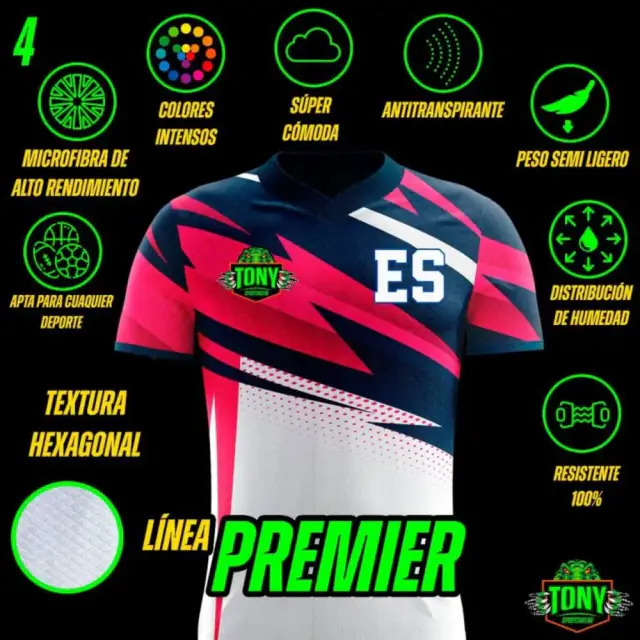 4
COLORES
INTENSOS
SÚPER
CÓMODA
ANTITRANSPIRANTE
MICROFIBRA DE
ALTO RENDIMIENTO
PESO SEMI LIGERO
TONY
ES
APTA PARA CUAQUIER
DEPORTE
DISTRIBUCIÓN
DE HUMEDAD
TEXTURA
HEXAGONAL
RESISTENTE
100%
LÍNEA PREMIER
TONY
SPORTSWEAR